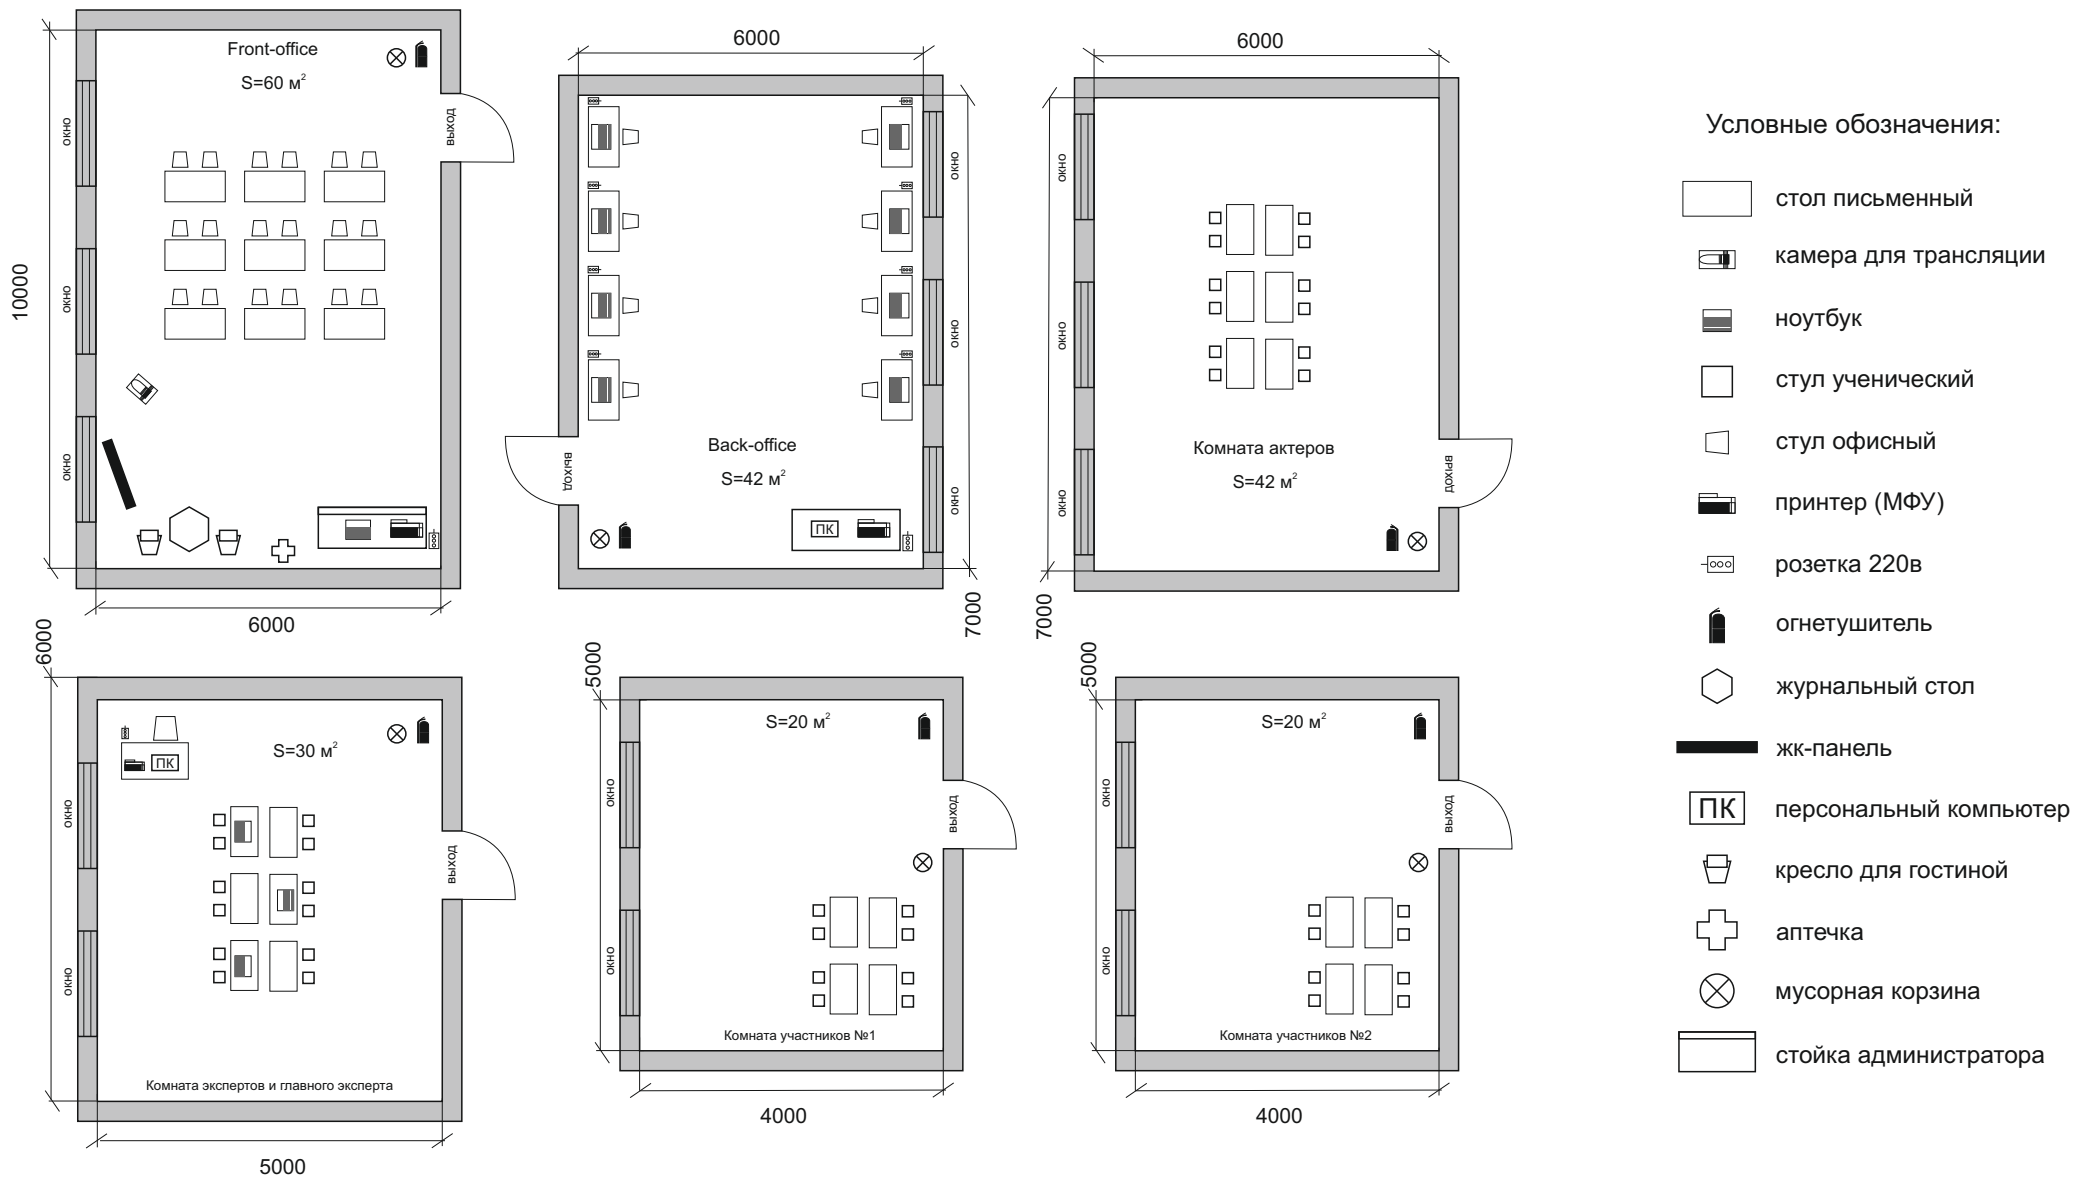 Front-office
S=60 м²
10000
6000
окно
окно
окно
выход
6000
7000
Back-office
S=42 м²
ПК
окно
окно
окно
выход
6000
7000
Комната актеров
S=42 м²
окно
окно
окно
выход
6000
5000
S=30 м²
ПК
окно
окно
выход
Комната экспертов и главного эксперта
5000
4000
S=20 м²
окно
окно
выход
Комната участников №1
5000
4000
S=20 м²
окно
окно
выход
Комната участников №2
Условные обозначения:
стол письменный
камера для трансляции
ноутбук
стул ученический
стул офисный
принтер (МФУ)
розетка 220в
огнетушитель
журнальный стол
жк-панель
ПК персональный компьютер
кресло для гостиной
аптечка
мусорная корзина
стойка администратора